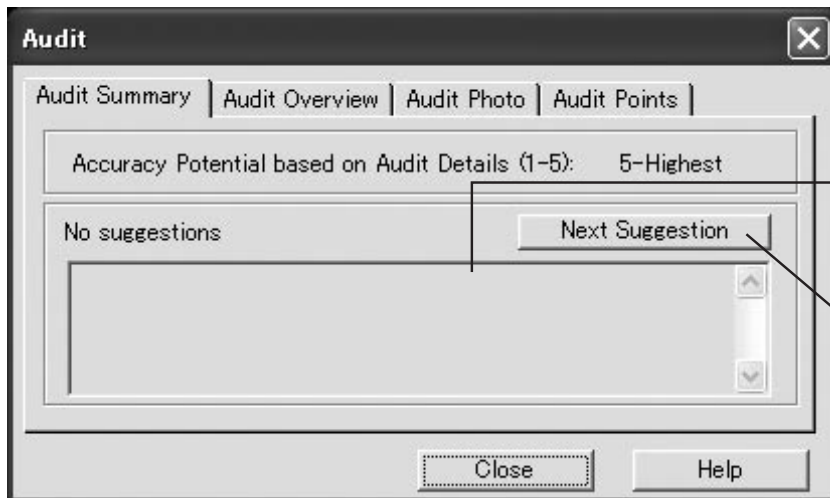 Audit
Audit Summary Audit Overview Audit Photo Audit Points
Accuracy Potential based on Audit Details (1-5): 5-Highest
No suggestions Next Suggestion
Close Help